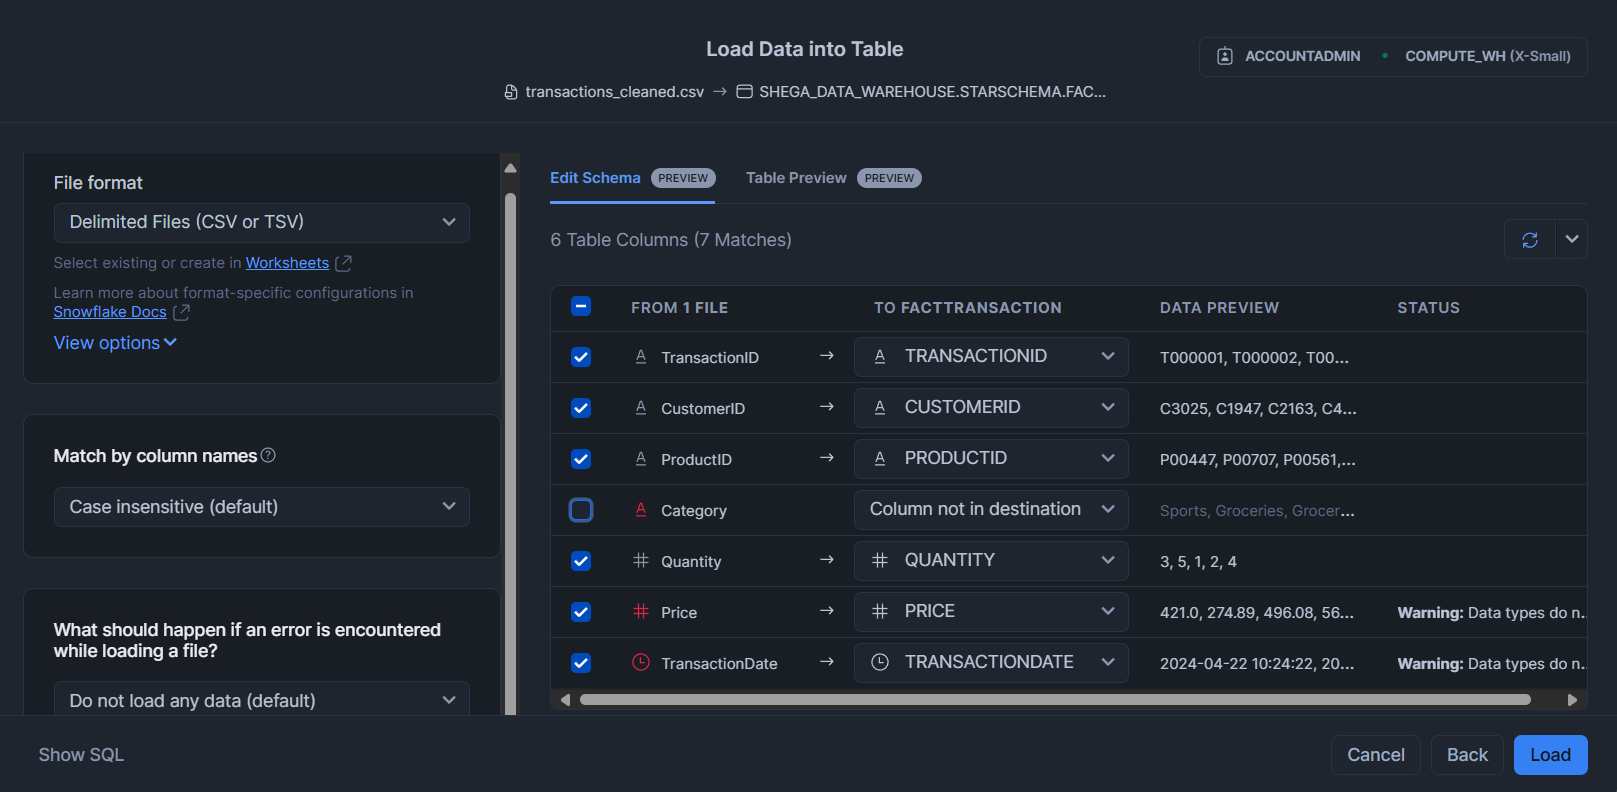 Load Data into Table
transactions_cleaned.csv → SHEGA_DATA_WAREHOUSE.STARSCHEMA.FAC...
ACCOUNTADMIN • COMPUTE_WH (X-Small)
File format
Delimited Files (CSV or TSV)
Select existing or create in Worksheets
Learn more about format-specific configurations in
Snowflake Docs
View options
Match by column names
Case insensitive (default)
What should happen if an error is encountered
while loading a file?
Do not load any data (default)
Edit Schema PREVIEW Table Preview PREVIEW
6 Table Columns (7 Matches)
FROM 1 FILE TO FACTTRANSACTION DATA PREVIEW STATUS
A TransactionID → A TRANSACTIONID T000001, T000002, T00...
A CustomerID → A CUSTOMERID C3025, C1947, C2163, C4...
A ProductID → A PRODUCTID P00447, P00707, P00561,...
A Category Column not in destination Sports, Groceries, Grocer...
# Quantity → # QUANTITY 3, 5, 1, 2, 4
# Price → # PRICE 421.0, 274.89, 496.08, 56... Warning: Data types do n..
TransactionDate → TRANSACTIONDATE 2024-04-22 10:24:22, 20... Warning: Data types do n..
Show SQL
Cancel Back Load